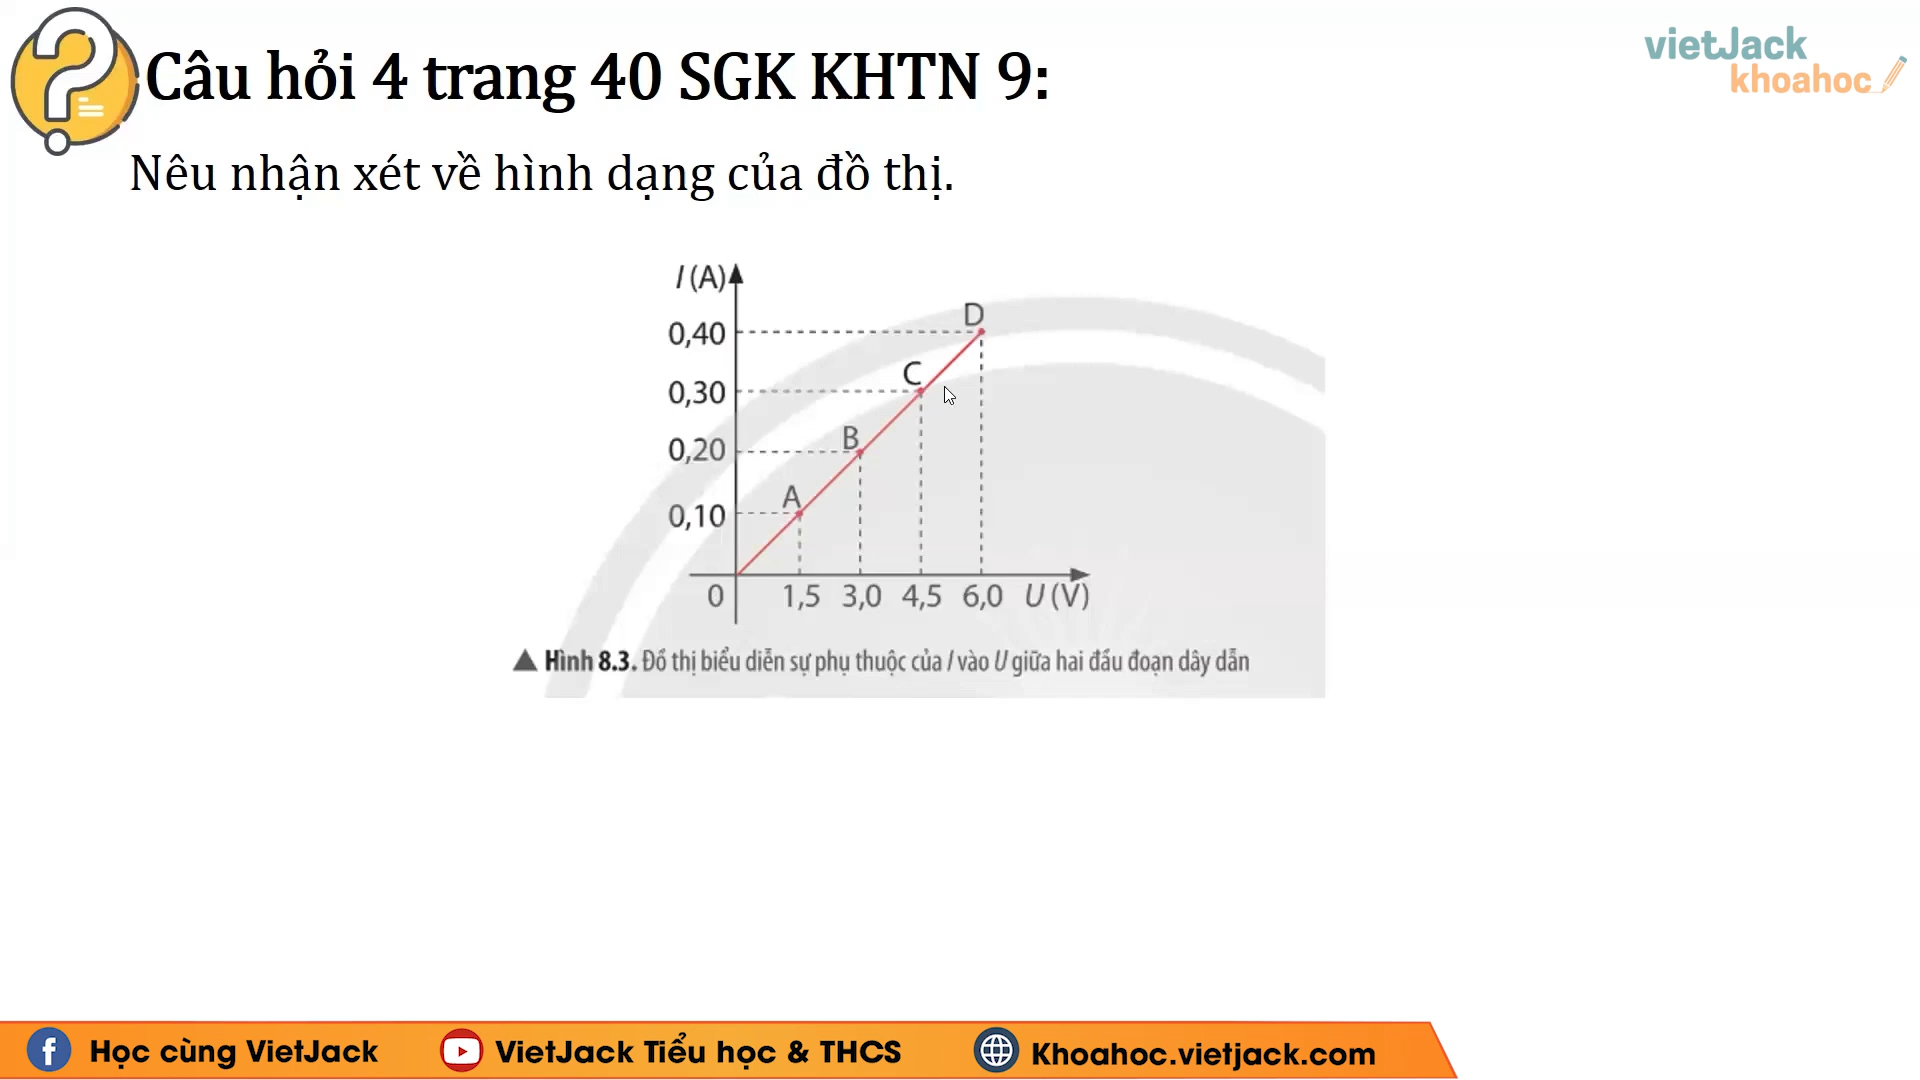 Câu hỏi 4 trang 40 SGK KHTN 9:
vietJack
khoahoc
Nêu nhận xét về hình dạng của đồ thị.
I (A)
D
0,40
C
0,30
B
0,20
A
0,10
0 1,5 3,0 4,5 6,0 U (V)
▲ Hình 8.3. Đồ thị biểu diễn sự phụ thuộc của I vào U giữa hai đầu đoạn dây dẫn
Học cùng VietJack VietJack Tiểu học & THCS Khoahoc.vietjack.com